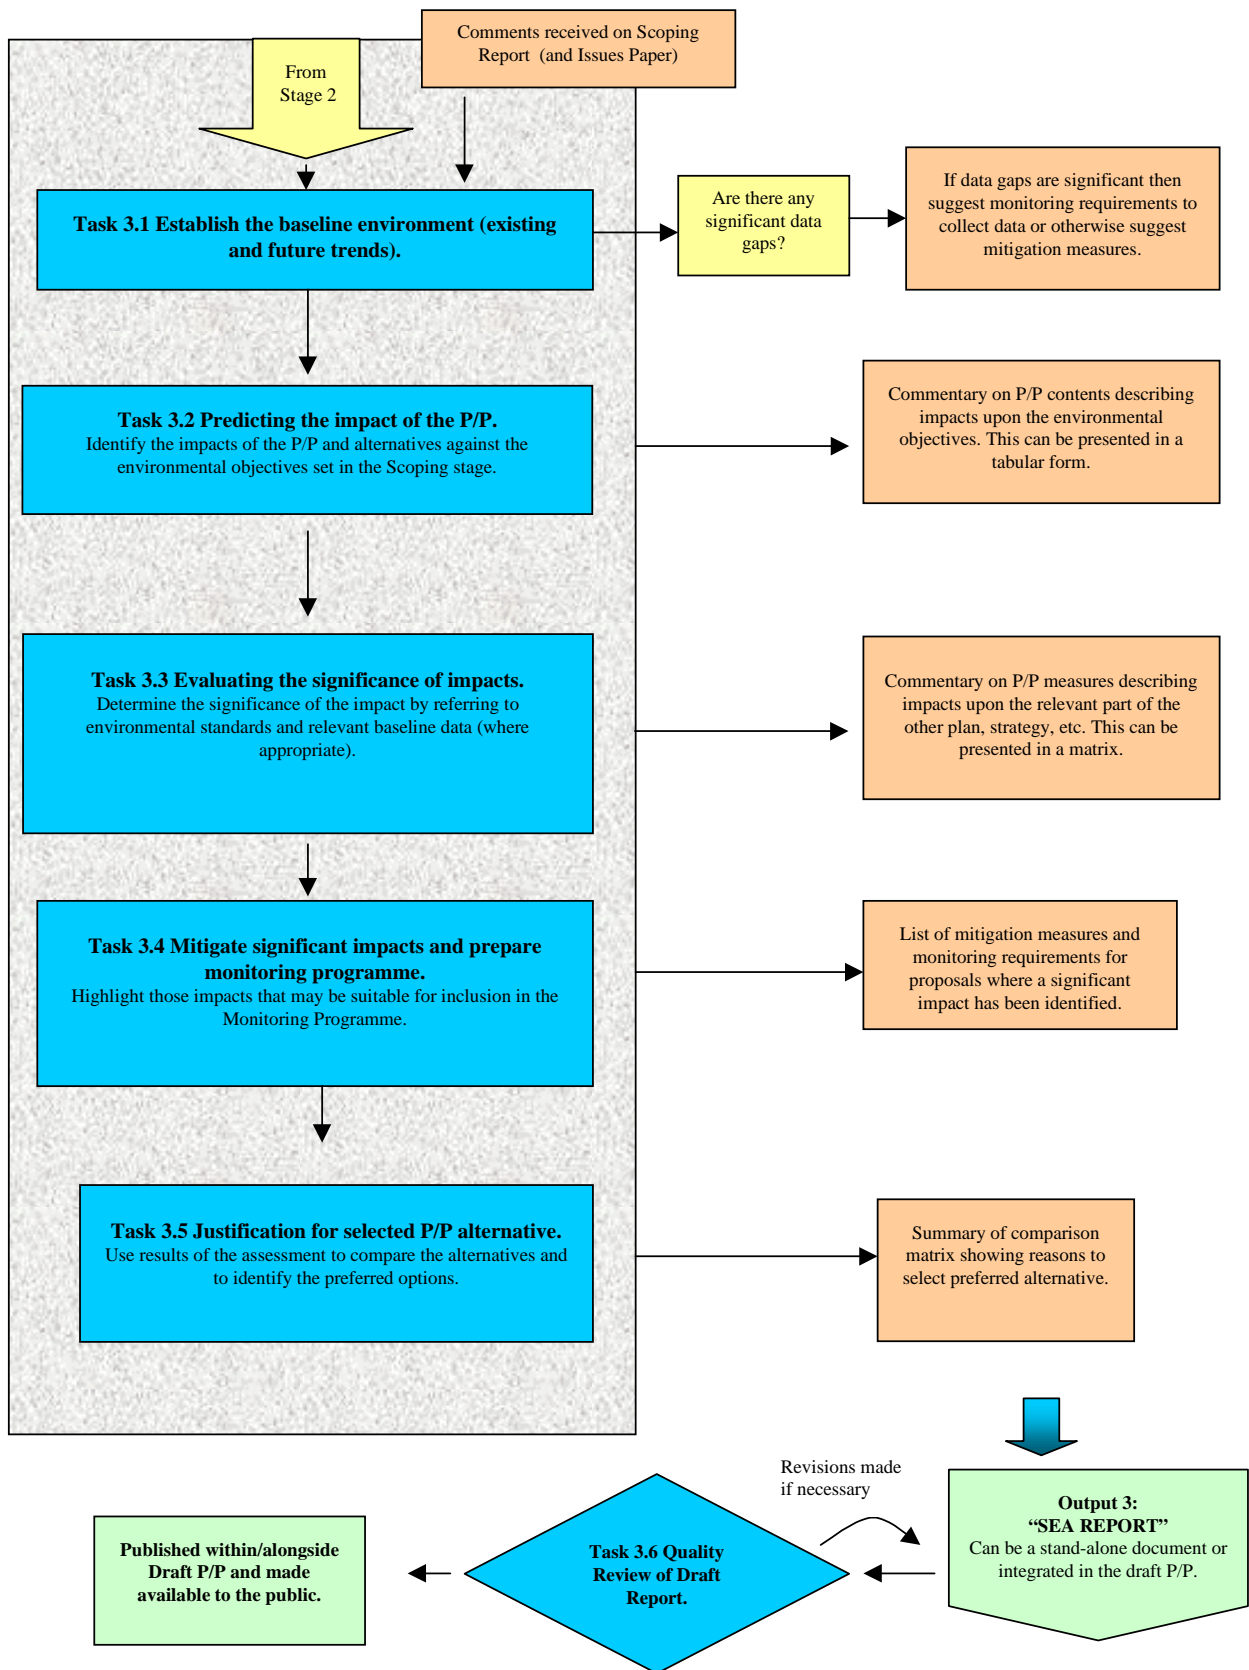 Comments received on Scoping
Report  (and Issues Paper)
From
Stage 2
Task 3.1 Establish the baseline environment (existing
and future trends).
Are there any
significant data
gaps?
If data gaps are significant then
suggest monitoring requirements to
collect data or otherwise suggest
mitigation measures.
Task 3.2 Predicting the impact of the P/P.
Identify the impacts of the P/P and alternatives against the
environmental objectives set in the Scoping stage.
Commentary on P/P contents describing
impacts upon the environmental
objectives. This can be presented in a
tabular form.
Task 3.3 Evaluating the significance of impacts.
Determine the significance of the impact by referring to
environmental standards and relevant baseline data (where
appropriate).
Commentary on P/P measures describing
impacts upon the relevant part of the
other plan, strategy, etc. This can be
presented in a matrix.
Task 3.4 Mitigate significant impacts and prepare
monitoring programme.
Highlight those impacts that may be suitable for inclusion in the
Monitoring Programme.
List of mitigation measures and
monitoring requirements for
proposals where a significant
impact has been identified.
Task 3.5 Justification for selected P/P alternative.
Use results of the assessment to compare the alternatives and
to identify the preferred options.
Summary of comparison
matrix showing reasons to
select preferred alternative.
Revisions made
if necessary
Output 3:
“SEA REPORT”
Can be a stand-alone document or
integrated in the draft P/P.
Task 3.6 Quality
Review of Draft
Report.
Published within/alongside
Draft P/P and made
available to the public.